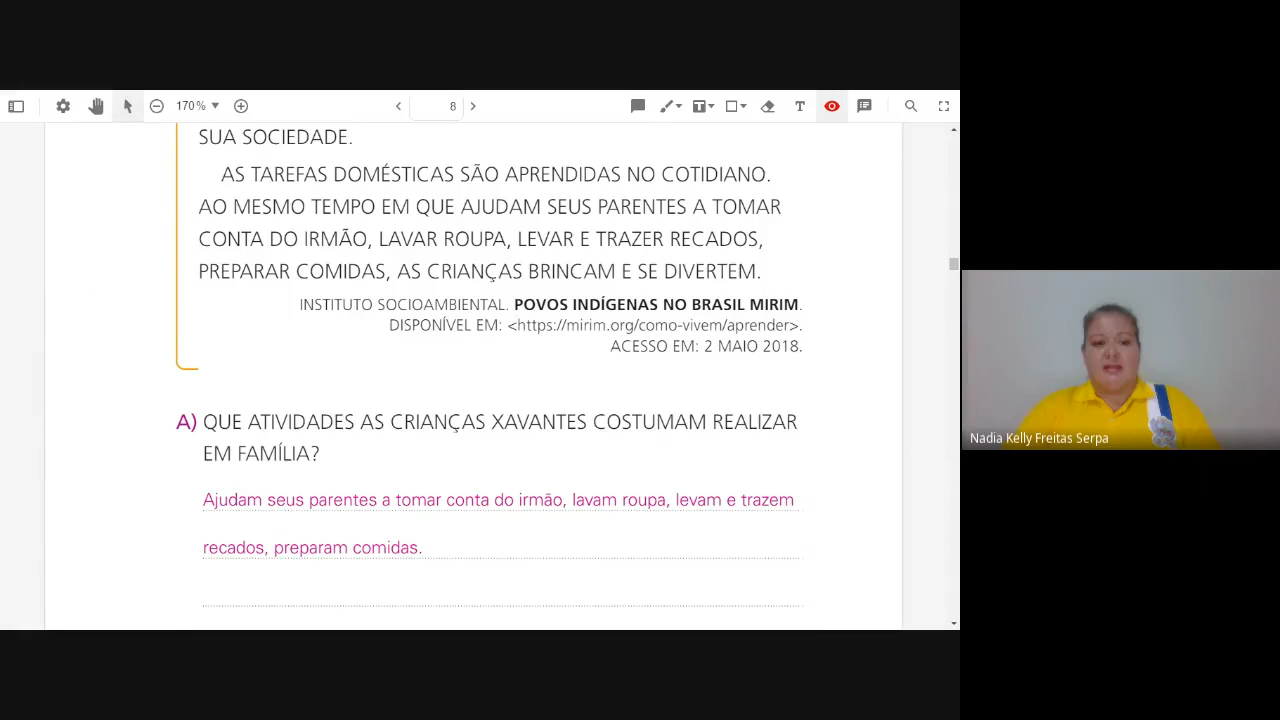 170%
8
SUA SOCIEDADE.
AS TAREFAS DOMÉSTICAS SÃO APRENDIDAS NO COTIDIANO.
AO MESMO TEMPO EM QUE AJUDAM SEUS PARENTES A TOMAR
CONTA DO IRMÃO, LAVAR ROUPA, LEVAR E TRAZER RECADOS,
PREPARAR COMIDAS, AS CRIANÇAS BRINCAM E SE DIVERTEM.
INSTITUTO SOCIOAMBIENTAL. POVOS INDÍGENAS NO BRASIL MIRIM.
DISPONÍVEL EM: <https://mirim.org/como-vivem/aprender>.
ACESSO EM: 2 MAIO 2018.
A) QUE ATIVIDADES AS CRIANÇAS XAVANTES COSTUMAM REALIZAR
EM FAMÍLIA?
Ajudam seus parentes a tomar conta do irmão, lavam roupa, levam e trazem
recados, preparam comidas.
Nadia Kelly Freitas Serpa